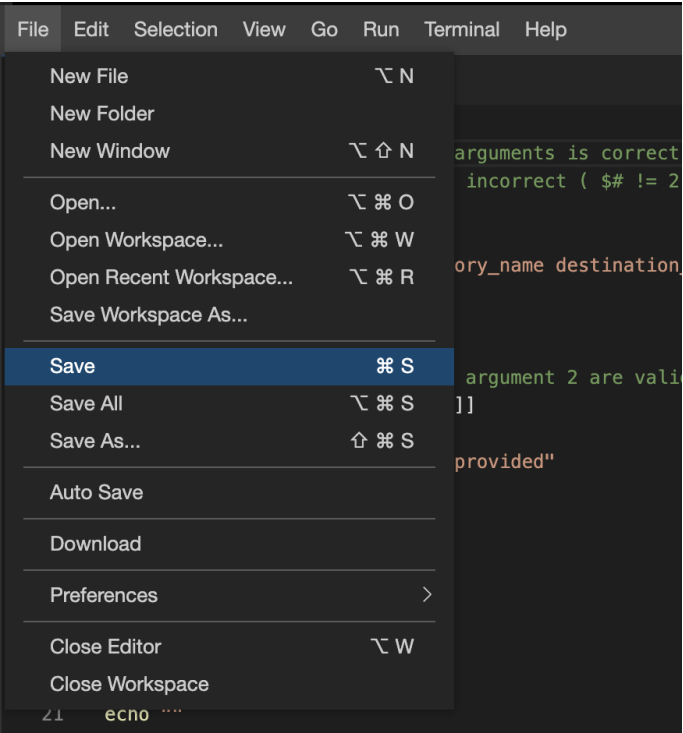 File Edit Selection View Go Run Terminal Help
New File ⌥ N
New Folder
New Window ⌥ ⇧ N
arguments is correct
Open... ⌥ ⌘ O
incorrect ( $# != 2
Open Workspace... ⌥ ⌘ W
Open Recent Workspace... ⌥ ⌘ R
ory_name destination_
Save Workspace As...
Save ⌘ S
argument 2 are vali
Save All ⌥ ⌘ S
]]
Save As... ⇧ ⌘ S
provided"
Auto Save
Download
Preferences >
Close Editor ⌥ W
Close Workspace
21 echo ""